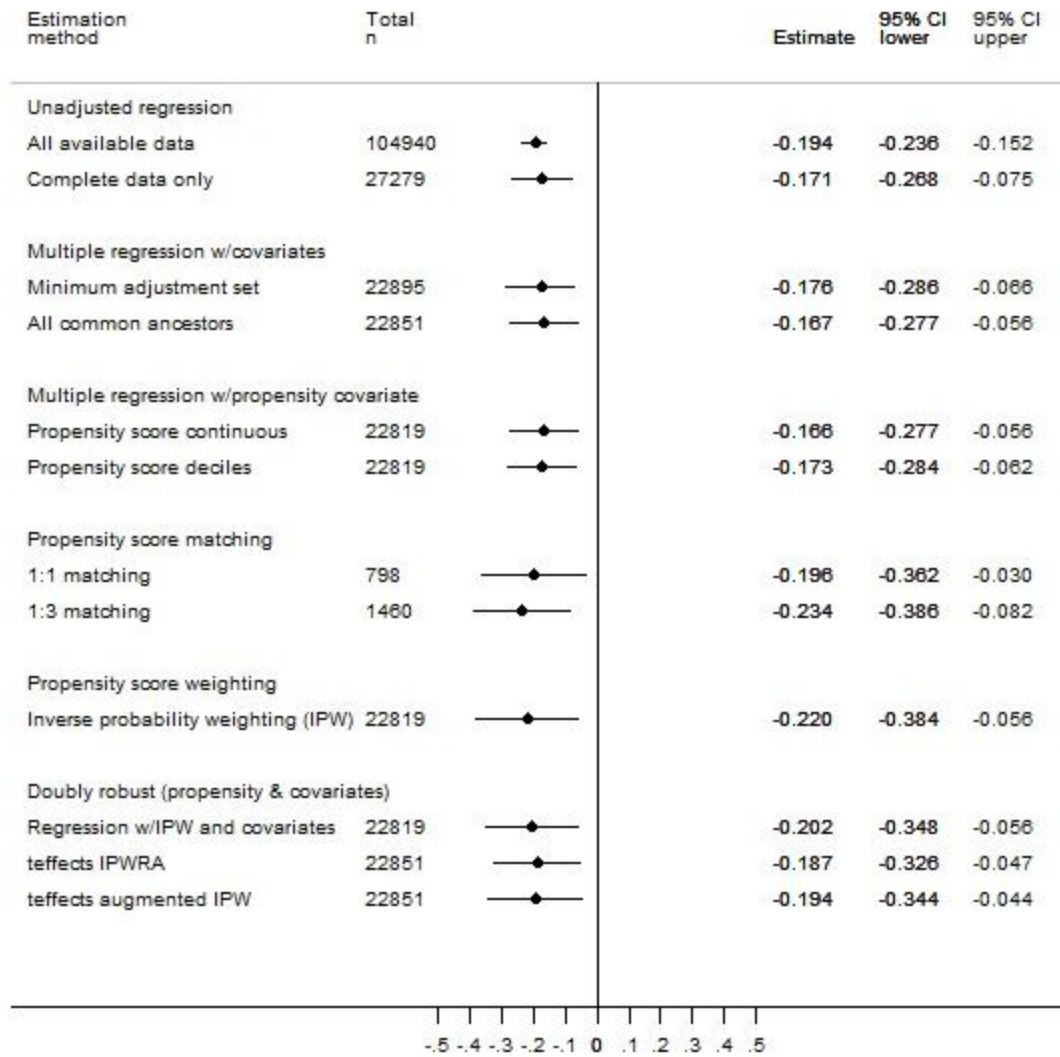 Estimation method Total n Estimate 95% CI lower 95% CI upper
Unadjusted regression
All available data 104940 -0.194 -0.236 -0.152
Complete data only 27279 -0.171 -0.268 -0.075
Multiple regression w/covariates
Minimum adjustment set 22895 -0.176 -0.286 -0.066
All common ancestors 22851 -0.167 -0.277 -0.056
Multiple regression w/propensity covariate
Propensity score continuous 22819 -0.166 -0.277 -0.056
Propensity score deciles 22819 -0.173 -0.284 -0.062
Propensity score matching
1:1 matching 798 -0.196 -0.362 -0.030
1:3 matching 1460 -0.234 -0.386 -0.082
Propensity score weighting
Inverse probability weighting (IPW) 22819 -0.220 -0.384 -0.056
Doubly robust (propensity & covariates)
Regression w/IPW and covariates 22819 -0.202 -0.348 -0.056
teffects IPWRA 22851 -0.187 -0.326 -0.047
teffects augmented IPW 22851 -0.194 -0.344 -0.044
-.5 -.4 -.3 -.2 -.1 0 .1 .2 .3 .4 .5